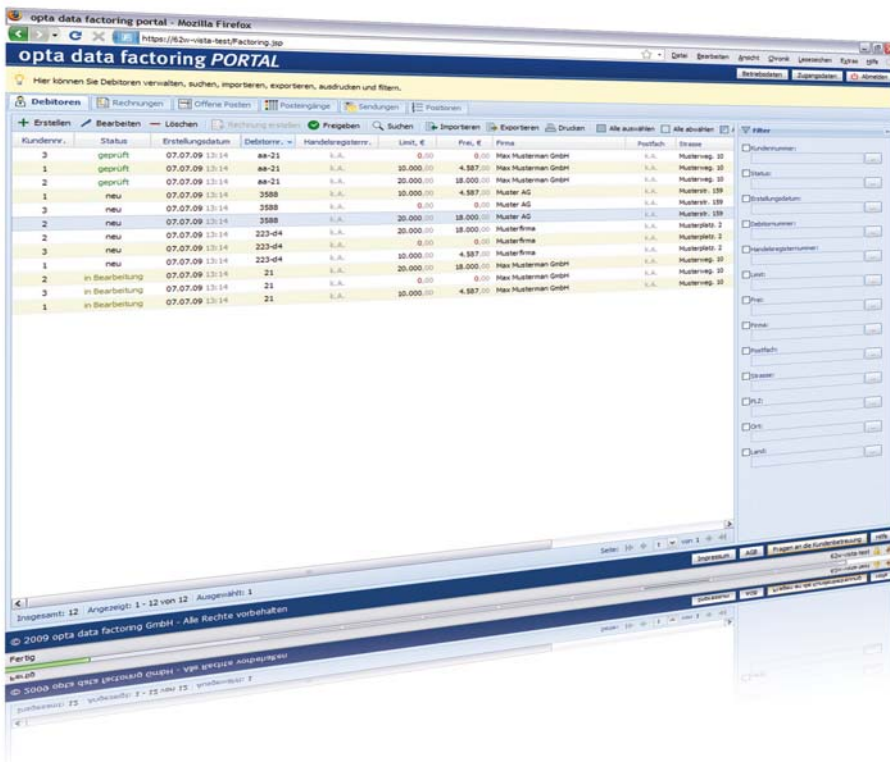 opta data factoring portal - Mozilla Firefox
https://62w-vista-test/Factoring.jsp
Datei Bearbeiten Ansicht Chronik Lesezeichen Extras Hilfe
opta data factoring PORTAL
Betriebsdaten Zugangsdaten Abmelden
Hier können Sie Debitoren verwalten, suchen, importieren, exportieren, ausdrucken und filtern.
Debitoren Rechnungen Offene Posten Posteingänge Sendungen Positionen
Erstellen Bearbeiten Löschen Rechnung erstellen Freigeben Suchen Importieren Exportieren Drucken Alle auswählen Alle abwählen Filter
Kundennr. Status Erstellungsdatum Debitornr. Handelsregisternr. Limit, € Frei, € Firma Postfach Strasse
3 geprüft 07.07.09 13:14 aa-21 k.A. 0,00 0,00 Max Musterman GmbH k.A. Musterweg. 10
1 geprüft 07.07.09 13:14 aa-21 k.A. 10.000,00 4.587,00 Max Musterman GmbH k.A. Musterweg. 10
2 geprüft 07.07.09 13:14 aa-21 k.A. 20.000,00 18.000,00 Max Musterman GmbH k.A. Musterweg. 10
1 neu 07.07.09 13:14 3588 k.A. 10.000,00 4.587,00 Muster AG k.A. Musterstr. 159
3 neu 07.07.09 13:14 3588 k.A. 0,00 0,00 Muster AG k.A. Musterstr. 159
2 neu 07.07.09 13:14 3588 k.A. 20.000,00 18.000,00 Muster AG k.A. Musterstr. 159
2 neu 07.07.09 13:14 223-d4 k.A. 20.000,00 18.000,00 Musterfirma k.A. Musterplatz. 2
3 neu 07.07.09 13:14 223-d4 k.A. 0,00 0,00 Musterfirma k.A. Musterplatz. 2
1 neu 07.07.09 13:14 223-d4 k.A. 10.000,00 4.587,00 Musterfirma k.A. Musterplatz. 2
2 in Bearbeitung 07.07.09 13:14 21 k.A. 20.000,00 18.000,00 Max Musterman GmbH k.A. Musterweg. 10
3 in Bearbeitung 07.07.09 13:14 21 k.A. 0,00 0,00 Max Musterman GmbH k.A. Musterweg. 10
1 in Bearbeitung 07.07.09 13:14 21 k.A. 10.000,00 4.587,00 Max Musterman GmbH k.A. Musterweg. 10
Kundennummer:
Status:
Erstellungsdatum:
Debitornummer:
Handelsregisternummer:
Limit:
Frei:
Firma:
Postfach:
Strasse:
PLZ:
Ort:
Land:
Seite: 1 von 1
Insgesamt: 12 Angezeigt: 1 - 12 von 12 Ausgewählt: 1
Impressum AGB Fragen an die Kundenbetreuung Hilfe
© 2009 opta data factoring GmbH - Alle Rechte vorbehalten
Fertig 62w-vista-test